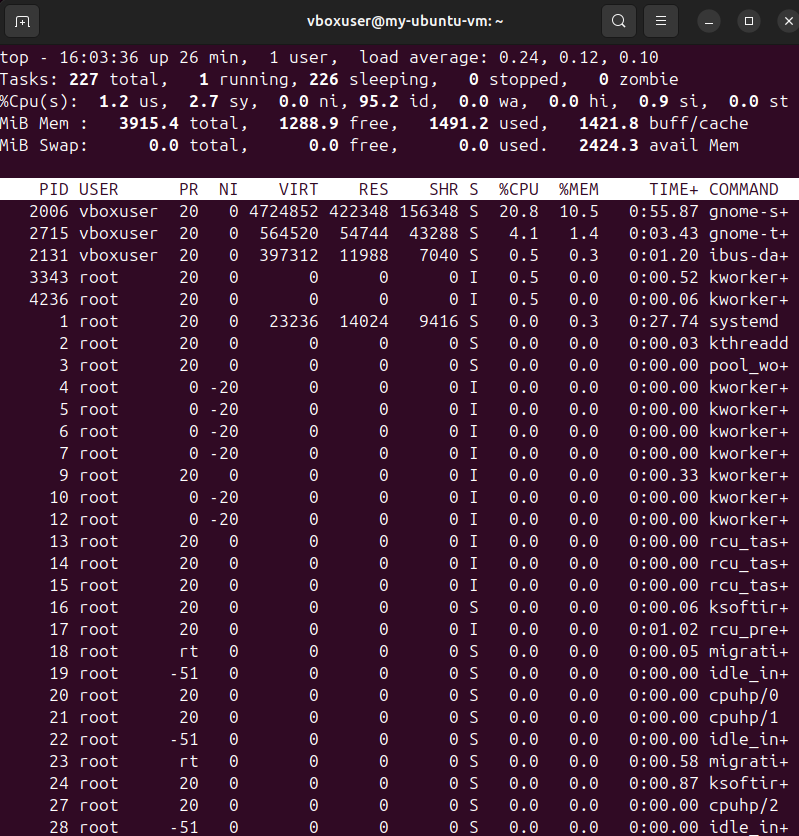 vboxuser@my-ubuntu-vm: ~
top - 16:03:36 up 26 min,  1 user,  load average: 0.24, 0.12, 0.10
Tasks: 227 total,   1 running, 226 sleeping,   0 stopped,   0 zombie
%Cpu(s):  1.2 us,  2.7 sy,  0.0 ni, 95.2 id,  0.0 wa,  0.0 hi,  0.9 si,  0.0 st
MiB Mem :   3915.4 total,   1288.9 free,   1491.2 used,   1421.8 buff/cache
MiB Swap:      0.0 total,      0.0 free,      0.0 used.   2424.3 avail Mem
PID USER      PR  NI    VIRT    RES    SHR S  %CPU  %MEM     TIME+ COMMAND
2006 vboxuser  20   0 4724852 422348 156348 S  20.8  10.5   0:55.87 gnome-s+
2715 vboxuser  20   0  564520  54744  43288 S   4.1   1.4   0:03.43 gnome-t+
2131 vboxuser  20   0  397312  11988   7040 S   0.5   0.3   0:01.20 ibus-da+
3343 root      20   0       0      0      0 I   0.5   0.0   0:00.52 kworker+
4236 root      20   0       0      0      0 I   0.5   0.0   0:00.06 kworker+
1 root      20   0   23236  14024   9416 S   0.0   0.3   0:27.74 systemd
2 root      20   0       0      0      0 S   0.0   0.0   0:00.03 kthreadd
3 root      20   0       0      0      0 S   0.0   0.0   0:00.00 pool_wo+
4 root       0 -20       0      0      0 I   0.0   0.0   0:00.00 kworker+
5 root       0 -20       0      0      0 I   0.0   0.0   0:00.00 kworker+
6 root       0 -20       0      0      0 I   0.0   0.0   0:00.00 kworker+
7 root       0 -20       0      0      0 I   0.0   0.0   0:00.00 kworker+
9 root      20   0       0      0      0 I   0.0   0.0   0:00.33 kworker+
10 root       0 -20       0      0      0 I   0.0   0.0   0:00.00 kworker+
12 root       0 -20       0      0      0 I   0.0   0.0   0:00.00 kworker+
13 root      20   0       0      0      0 I   0.0   0.0   0:00.00 rcu_tas+
14 root      20   0       0      0      0 I   0.0   0.0   0:00.00 rcu_tas+
15 root      20   0       0      0      0 I   0.0   0.0   0:00.00 rcu_tas+
16 root      20   0       0      0      0 S   0.0   0.0   0:00.06 ksoftir+
17 root      20   0       0      0      0 I   0.0   0.0   0:01.02 rcu_pre+
18 root      rt   0       0      0      0 S   0.0   0.0   0:00.05 migrati+
19 root     -51   0       0      0      0 S   0.0   0.0   0:00.00 idle_in+
20 root      20   0       0      0      0 S   0.0   0.0   0:00.00 cpuhp/0
21 root      20   0       0      0      0 S   0.0   0.0   0:00.00 cpuhp/1
22 root     -51   0       0      0      0 S   0.0   0.0   0:00.00 idle_in+
23 root      rt   0       0      0      0 S   0.0   0.0   0:00.58 migrati+
24 root      20   0       0      0      0 S   0.0   0.0   0:00.87 ksoftir+
27 root      20   0       0      0      0 S   0.0   0.0   0:00.00 cpuhp/2
28 root     -51   0       0      0      0 S   0.0   0.0   0:00.00 idle_in+